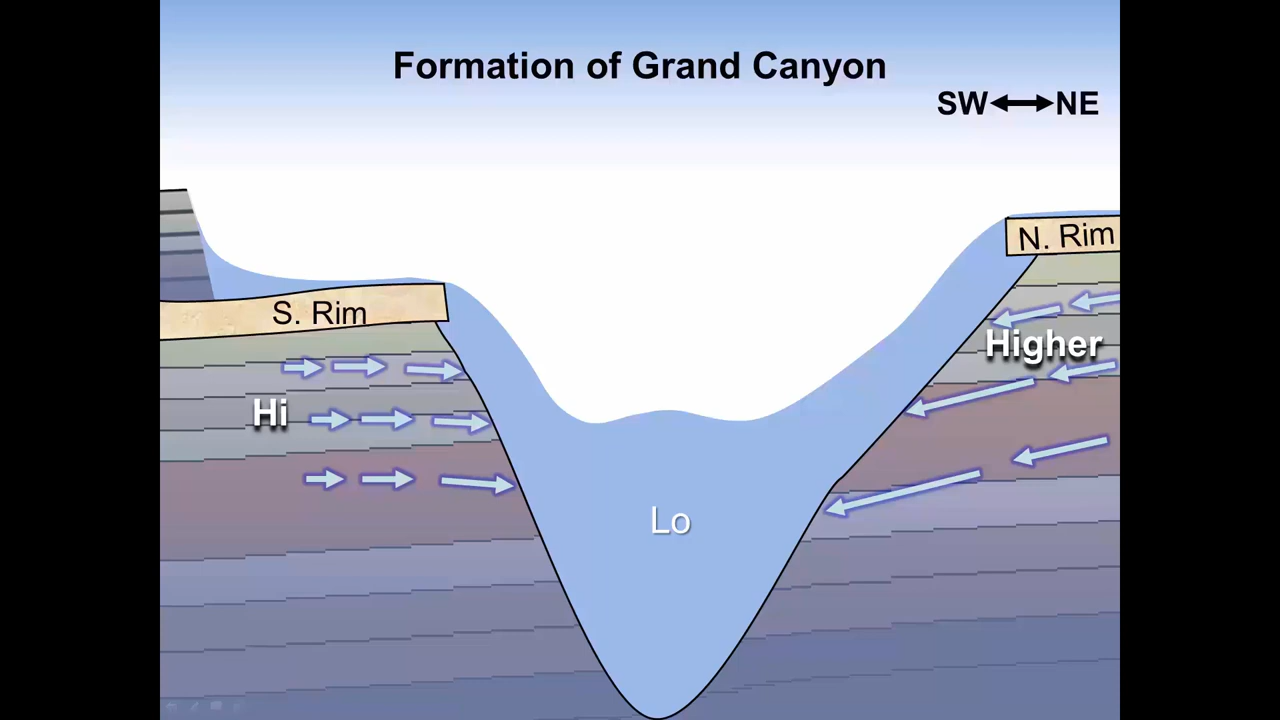 Formation of Grand Canyon
SW NE
N. Rim
S. Rim
Higher
Hi
Lo